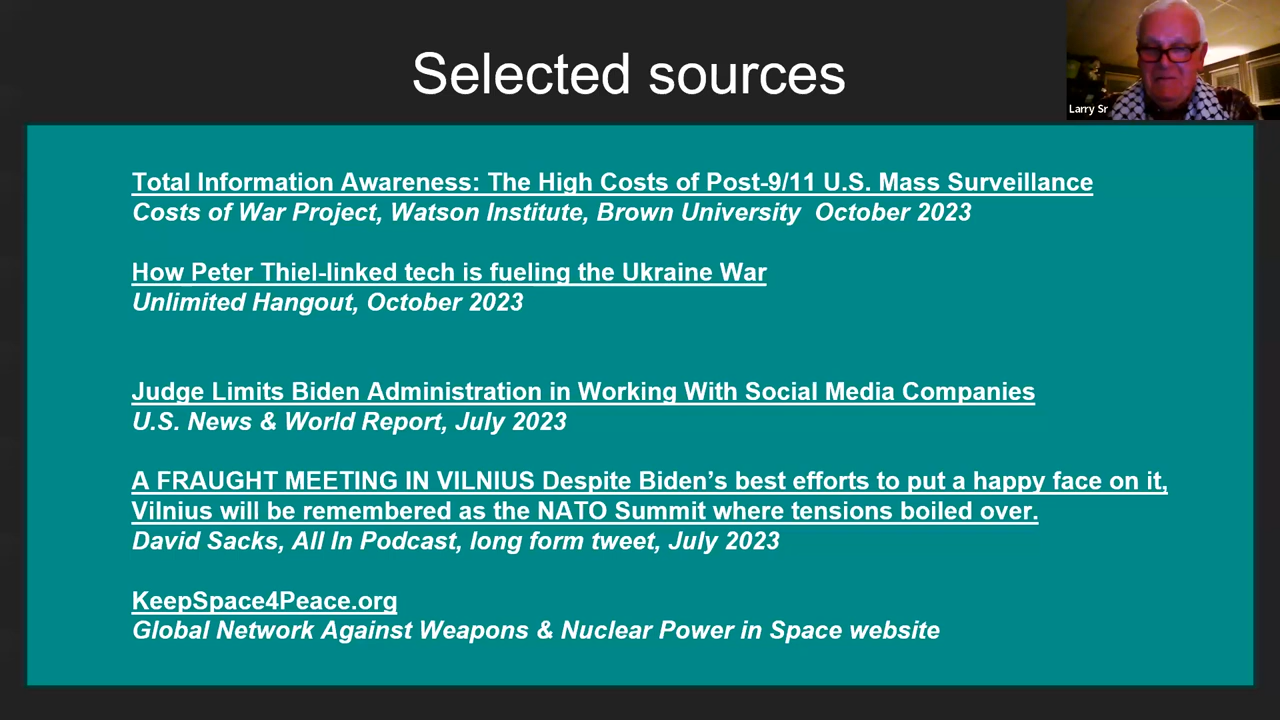 Selected sources
Larry Sr
Total Information Awareness: The High Costs of Post-9/11 U.S. Mass Surveillance
Costs of War Project, Watson Institute, Brown University  October 2023
How Peter Thiel-linked tech is fueling the Ukraine War
Unlimited Hangout, October 2023
Judge Limits Biden Administration in Working With Social Media Companies
U.S. News & World Report, July 2023
A FRAUGHT MEETING IN VILNIUS Despite Biden’s best efforts to put a happy face on it,
Vilnius will be remembered as the NATO Summit where tensions boiled over.
David Sacks, All In Podcast, long form tweet, July 2023
KeepSpace4Peace.org
Global Network Against Weapons & Nuclear Power in Space website